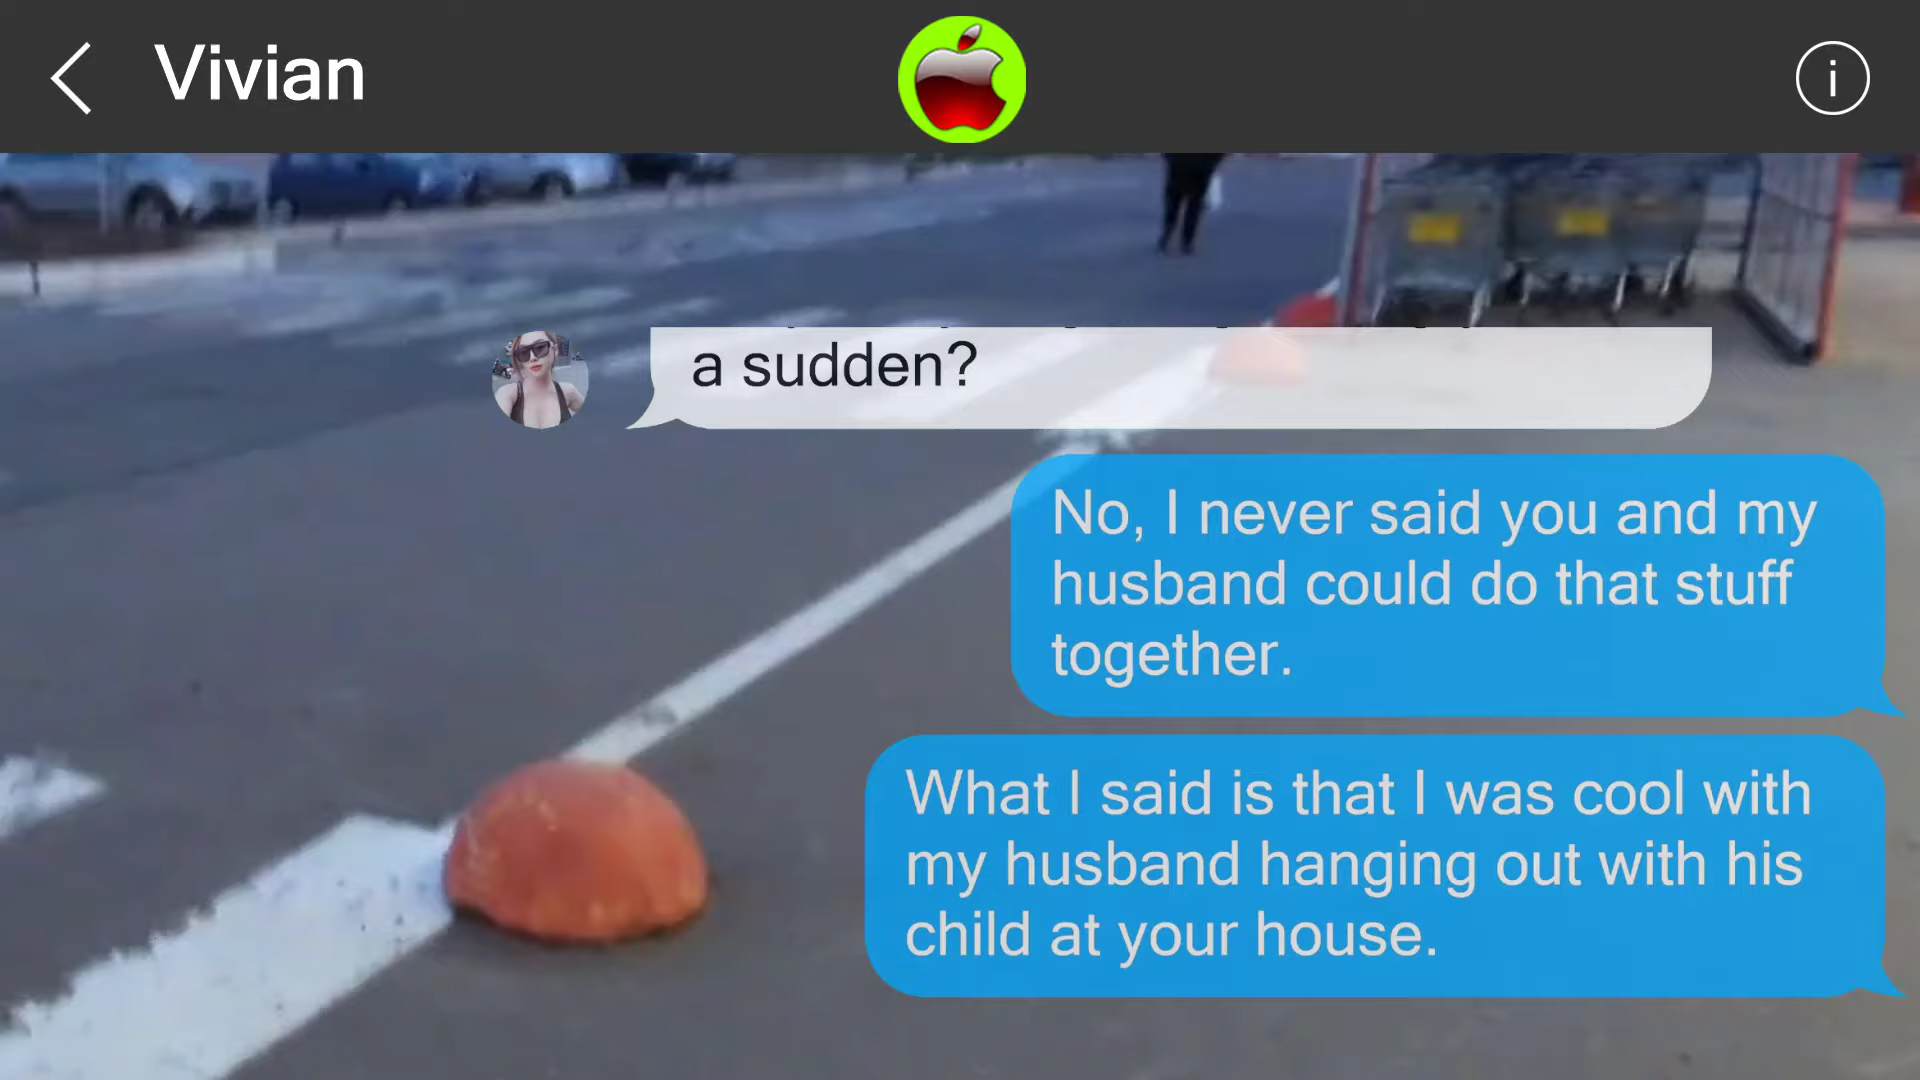 Vivian
i
a sudden?
No, I never said you and my
husband could do that stuff
together.
What I said is that I was cool with
my husband hanging out with his
child at your house.